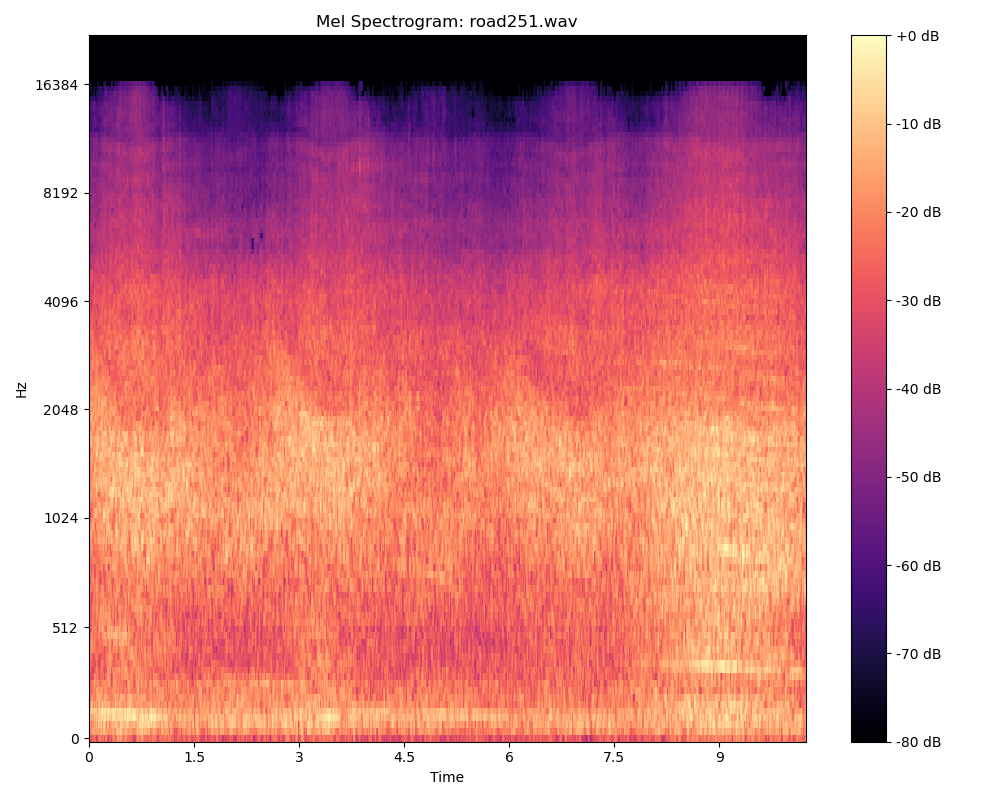 Mel Spectrogram: road251.wav
+0 dB
16384
-10 dB
8192
-20 dB
4096
-30 dB
Hz
2048
-40 dB
1024
-50 dB
-60 dB
512
-70 dB
0
-80 dB
0 1.5 3 4.5 6 7.5 9
Time